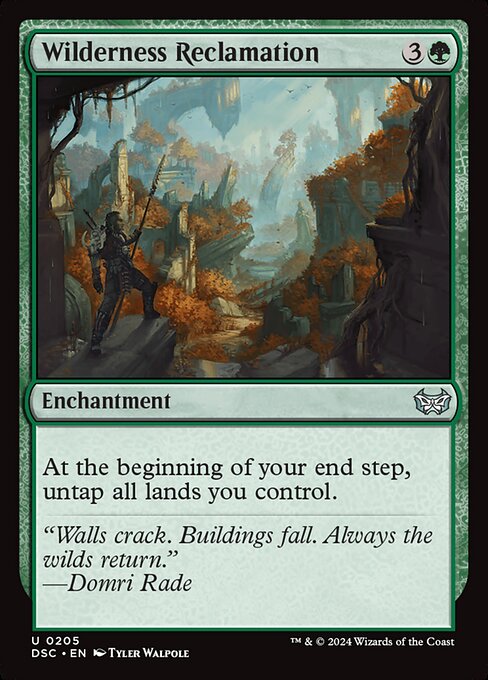 Wilderness Reclamation 3
Enchantment
At the beginning of your end step,
untap all lands you control.
“Walls crack. Buildings fall. Always the
wilds return.”
—Domri Rade
U 0205
DSC • EN TYLER WALPOLE
™ & © 2024 Wizards of the Coast